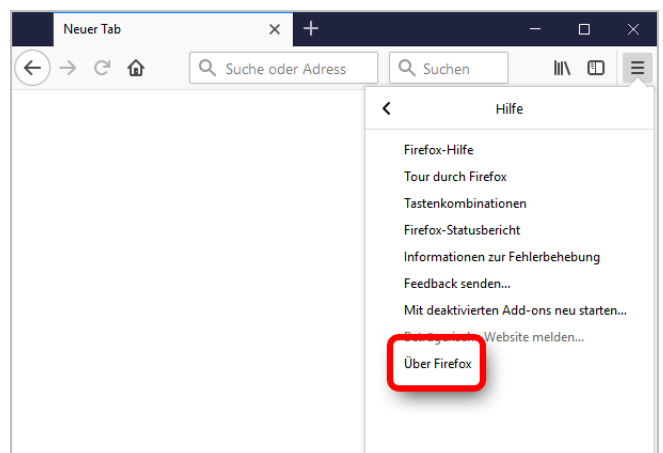 Neuer Tab
Suche oder Adress
Suchen
Hilfe
Firefox-Hilfe
Tour durch Firefox
Tastenkombinationen
Firefox-Statusbericht
Informationen zur Fehlerbehebung
Feedback senden...
Mit deaktivierten Add-ons neu starten...
Website melden...
Über Firefox